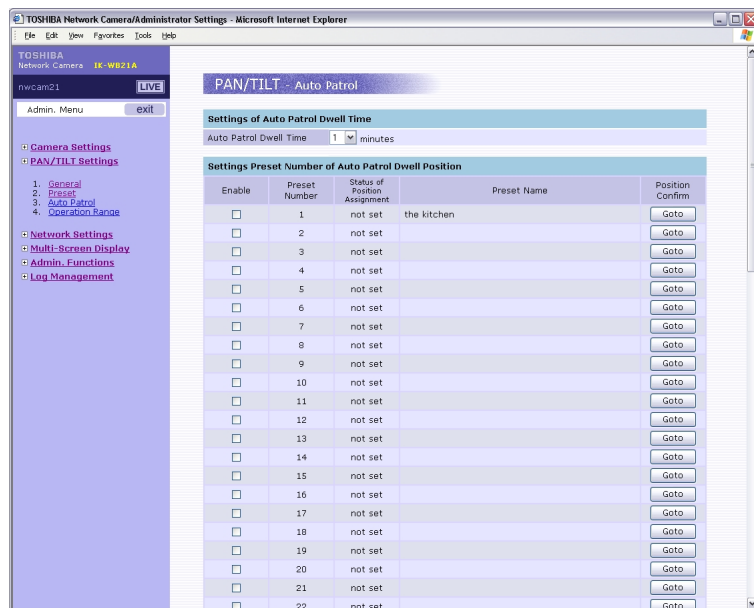 TOSHIBA Network Camera/Administrator Settings - Microsoft Internet Explorer
File Edit View Favorites Tools Help
TOSHIBA
Network Camera IK-WB21A
nwcam21 LIVE
Admin. Menu exit
Camera Settings
PAN/TILT Settings
1. General
2. Preset
3. Auto Patrol
4. Operation Range
Network Settings
Multi-Screen Display
Admin. Functions
Log Management
PAN/TILT - Auto Patrol
Settings of Auto Patrol Dwell Time
Auto Patrol Dwell Time 1 minutes
Settings Preset Number of Auto Patrol Dwell Position
Enable Preset Number Status of Position Assignment Preset Name Position Confirm
1 not set the kitchen Goto
2 not set Goto
3 not set Goto
4 not set Goto
5 not set Goto
6 not set Goto
7 not set Goto
8 not set Goto
9 not set Goto
10 not set Goto
11 not set Goto
12 not set Goto
13 not set Goto
14 not set Goto
15 not set Goto
16 not set Goto
17 not set Goto
18 not set Goto
19 not set Goto
20 not set Goto
21 not set Goto
22 not set Goto